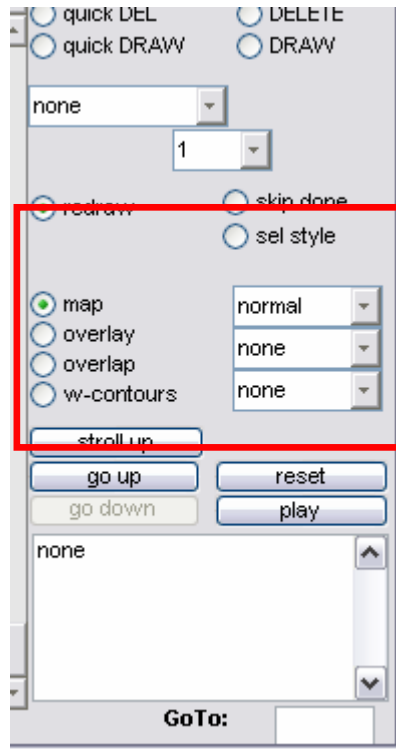 quick DEL DELETE
quick DRAW DRAW
none
1
redraw skip done
sel style
map normal
overlay none
overlap
w-contours none
stroll up
go up reset
go down play
none
GoTo: